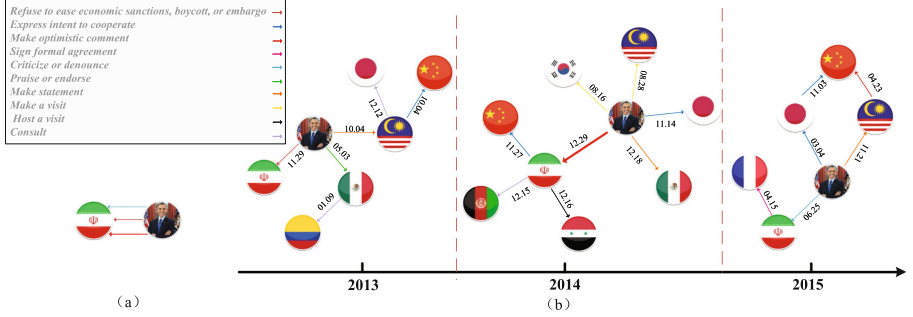 Refuse to ease economic sanctions, boycott, or embargo
Express intent to cooperate
Make optimistic comment
Sign formal agreement
Criticize or denounce
Praise or endorse
Make statement
Make a visit
Host a visit
Consult
(a)
11.29
10.04
05.03
01.09
12.12
10.04
2013
08.16
08.28
11.14
12.18
12.29
11.27
12.15
12.16
2014
(b)
11.03
04.23
03.04
11.21
04.15
06.25
2015